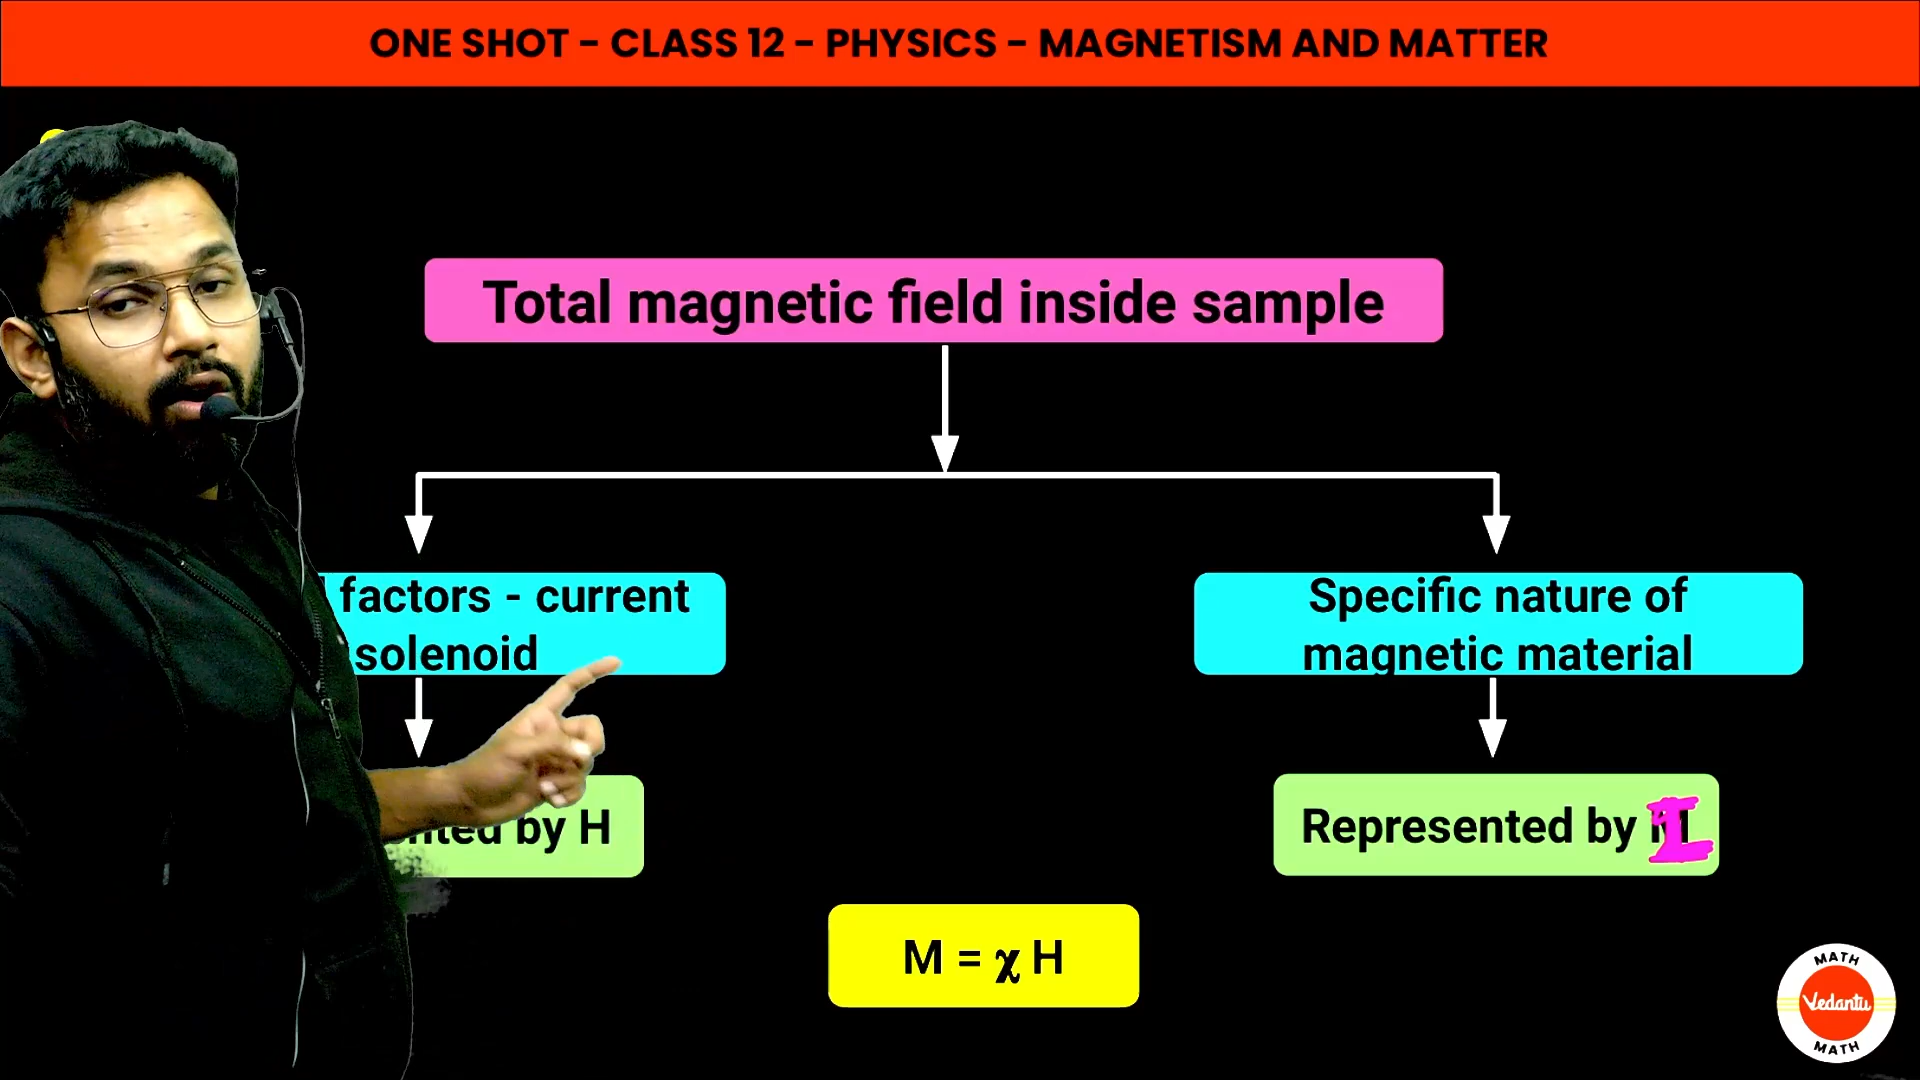 ONE SHOT - CLASS 12 - PHYSICS - MAGNETISM AND MATTER
Total magnetic field inside sample
factors - current
solenoid
Specific nature of
magnetic material
by H
Represented by I
M = χ H
MATH
Vedantu
MATH